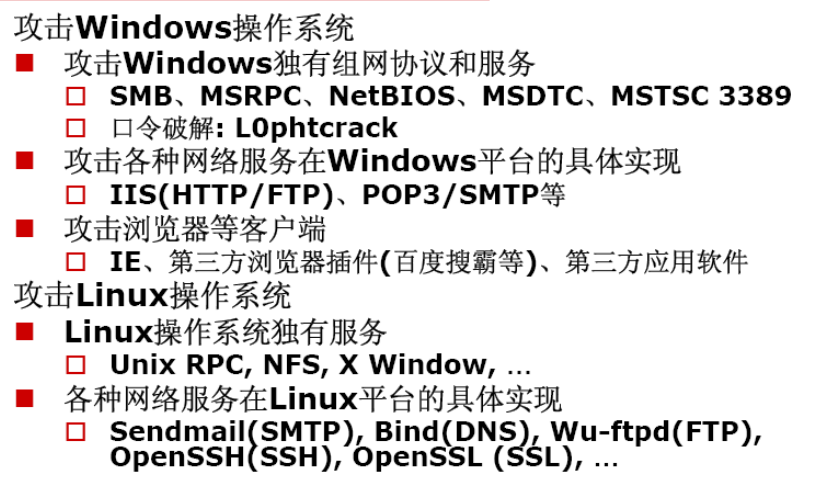 攻击Windows操作系统
攻击Windows独有组网协议和服务
SMB、MSRPC、NetBIOS、MSDTC、MSTSC 3389
口令破解: L0phtcrack
攻击各种网络服务在Windows平台的具体实现
IIS(HTTP/FTP)、POP3/SMTP等
攻击浏览器等客户端
IE、第三方浏览器插件(百度搜霸等)、第三方应用软件
攻击Linux操作系统
Linux操作系统独有服务
Unix RPC, NFS, X Window, …
各种网络服务在Linux平台的具体实现
Sendmail(SMTP), Bind(DNS), Wu-ftpd(FTP),
OpenSSH(SSH), OpenSSL (SSL), …